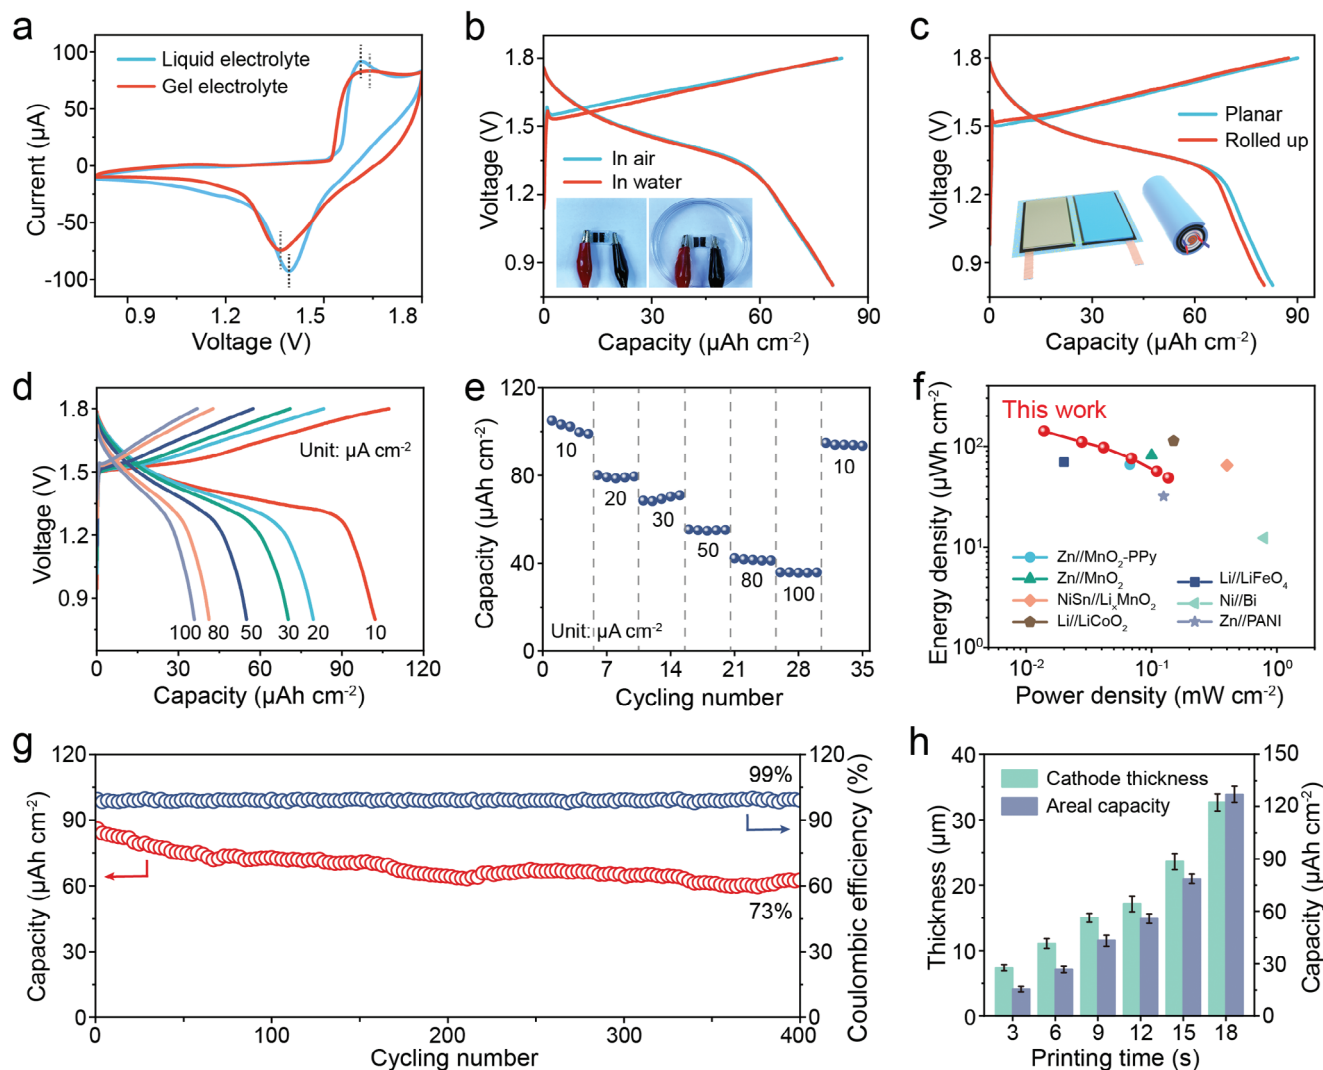 a
100
50
0
-50
-100
Current (µA)
Liquid electrolyte
Gel electrolyte
0.9
1.2
1.5
1.8
Voltage (V)
b
1.8
1.5
1.2
0.9
Voltage (V)
In air
In water
0
30
60
90
Capacity (µAh cm-2)
c
1.8
1.5
1.2
0.9
Voltage (V)
Planar
Rolled up
0
30
60
90
Capacity (µAh cm-2)
d
1.8
1.5
1.2
0.9
Voltage (V)
Unit: µA cm-2
100
80
50
30
20
10
0
30
60
90
120
Capacity (µAh cm-2)
e
120
80
40
0
Capacity (µAh cm-2)
10
20
30
50
80
100
10
Unit: µA cm-2
7
14
21
28
35
Cycling number
f
10²
10¹
10⁰
Energy density (µWh cm-2)
This work
Zn//MnO₂-PPy
Zn//MnO₂
NiSn//LiₓMnO₂
Li//LiCoO₂
Li//LiFeO₄
Ni//Bi
Zn//PANI
10-2
10-1
10⁰
Power density (mW cm-2)
g
120
90
60
30
0
Capacity (µAh cm-2)
99%
73%
120
90
60
30
0
Coulombic efficiency (%)
0
100
200
300
400
Cycling number
h
40
30
20
10
0
Thickness (µm)
Cathode thickness
Areal capacity
150
120
90
60
30
0
Capacity (µAh cm-2)
3
6
9
12
15
18
Printing time (s)